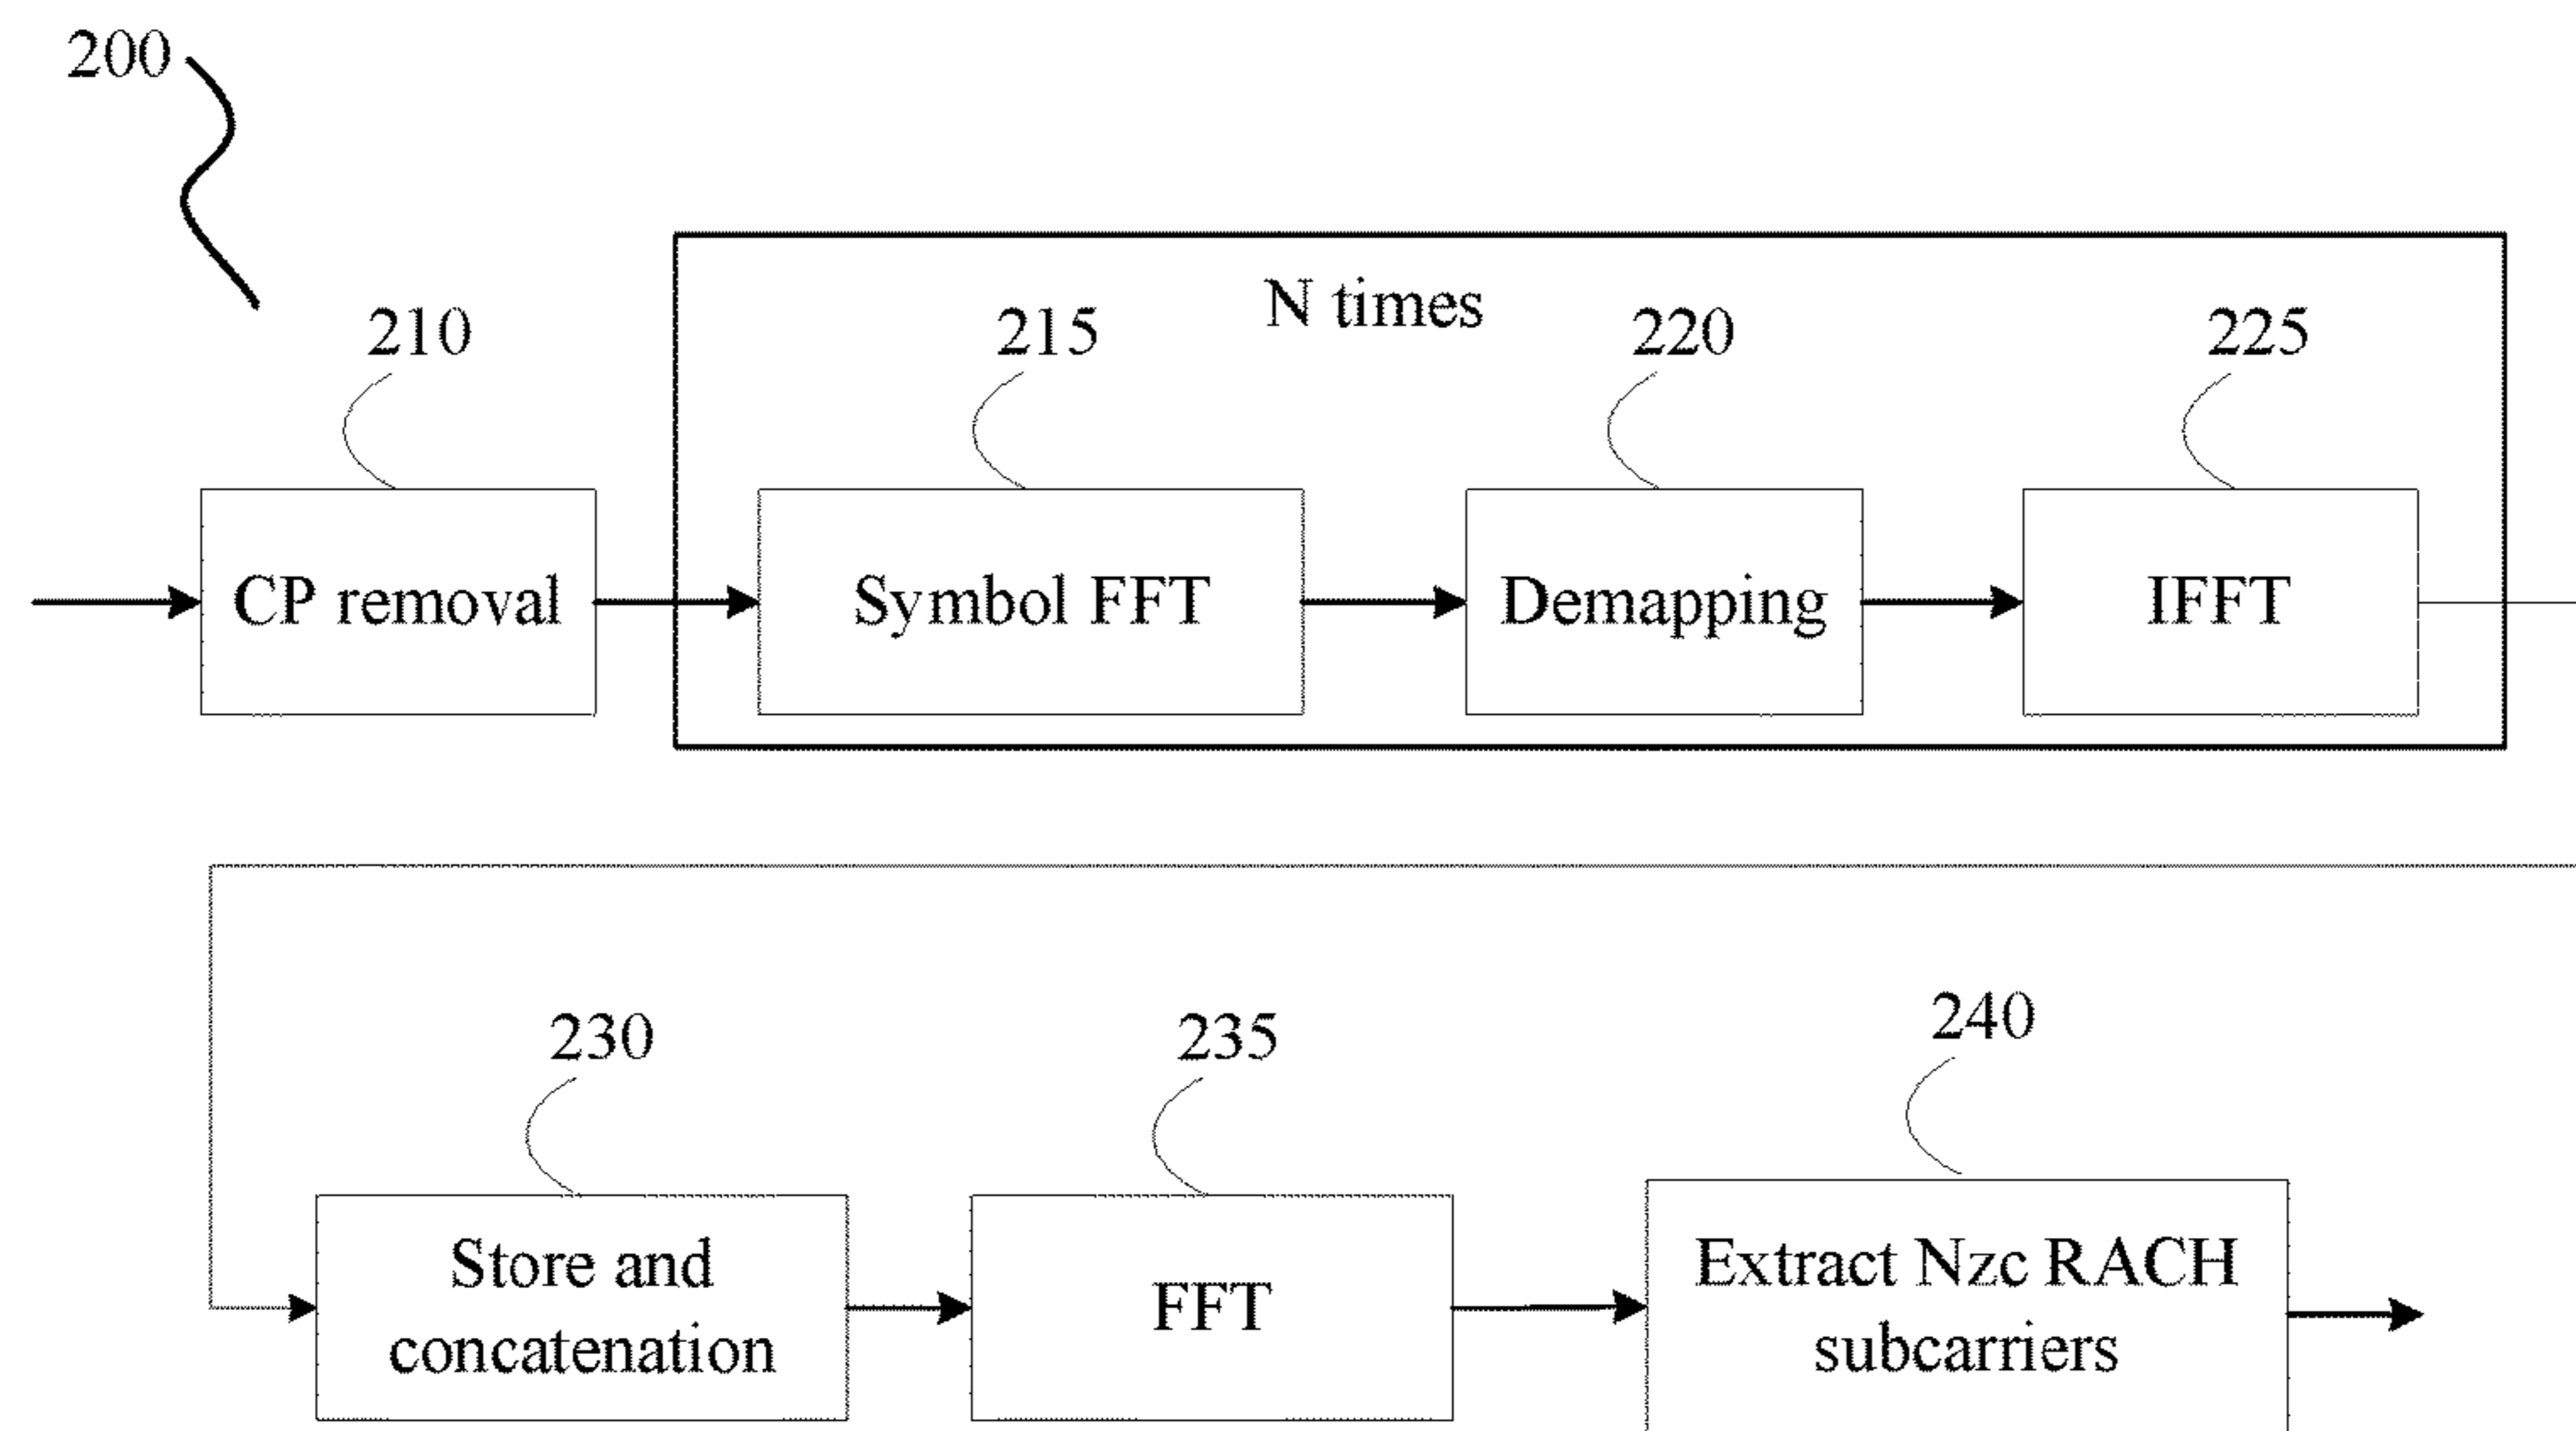 200
N times
210
215
220
225
CP removal
Symbol FFT
Demapping
IFFT
230
235
240
Store and
concatenation
FFT
Extract Nzc RACH
subcarriers